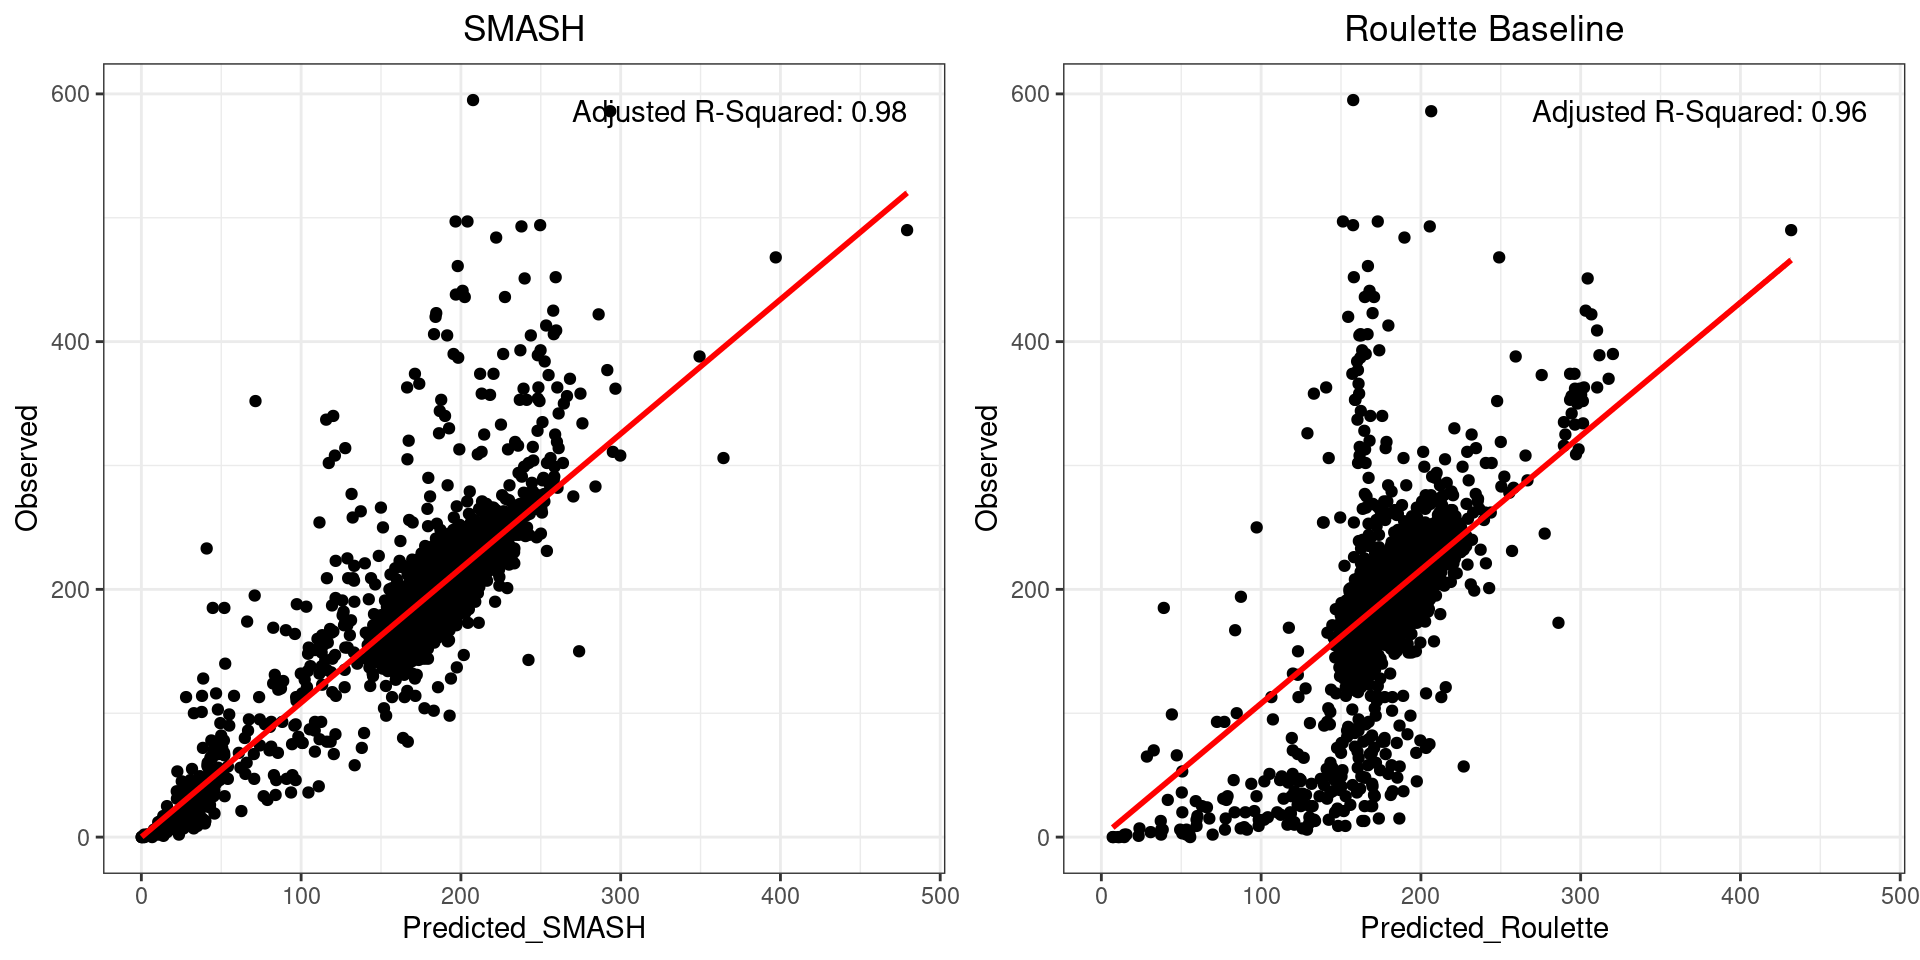 SMASH
Adjusted R-Squared: 0.98
600
400
200
0
Observed
0 100 200 300 400 500
Predicted_SMASH
Roulette Baseline
Adjusted R-Squared: 0.96
600
400
200
0
Observed
0 100 200 300 400 500
Predicted_Roulette